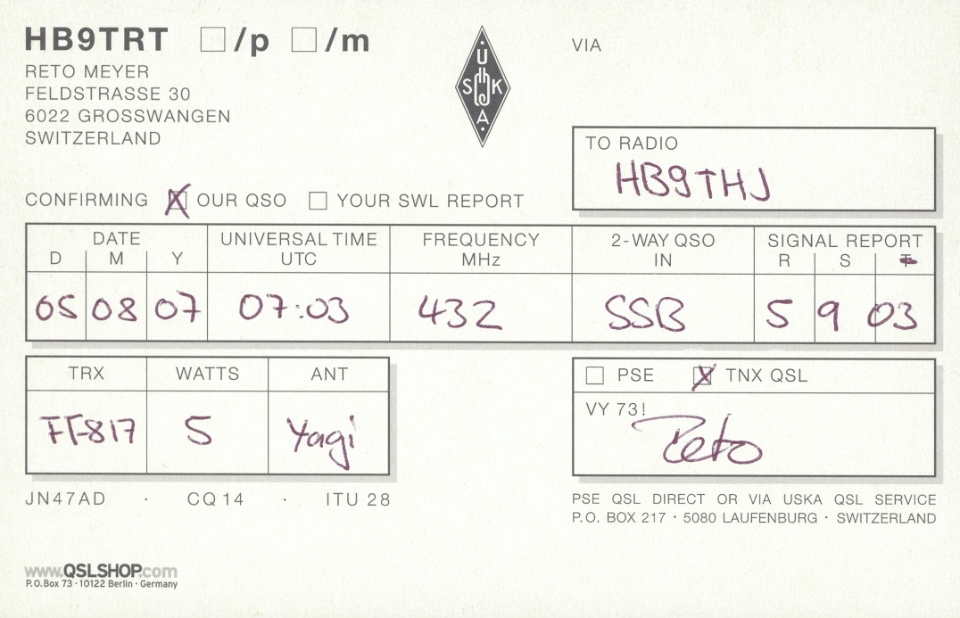 HB9TRT ☐/p ☐/m
RETO MEYER
FELDSTRASSE 30
6022 GROSSWANGEN
SWITZERLAND
USKA
VIA
TO RADIO
HB9THJ
CONFIRMING ☒ OUR QSO ☐ YOUR SWL REPORT
DATE UNIVERSAL TIME FREQUENCY 2-WAY QSO SIGNAL REPORT
D M Y UTC MHz IN R S T
05 08 07 07:03 432 SSB 5 9 03
TRX WATTS ANT
FT-817 5 Yagi
☐ PSE ☒ TNX QSL
VY 73!
Reto
JN47AD · CQ 14 · ITU 28
PSE QSL DIRECT OR VIA USKA QSL SERVICE
P.O. BOX 217 · 5080 LAUFENBURG · SWITZERLAND
www.QSLSHOP.com
P.O.Box 73 · 10122 Berlin · Germany